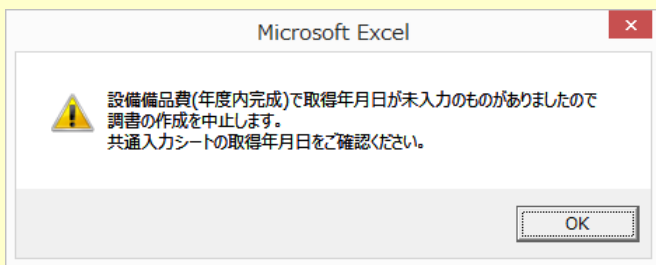 Microsoft Excel
設備備品費(年度内完成)で取得年月日が未入力のものがありましたので
調書の作成を中止します。
共通入力シートの取得年月日をご確認ください。
OK